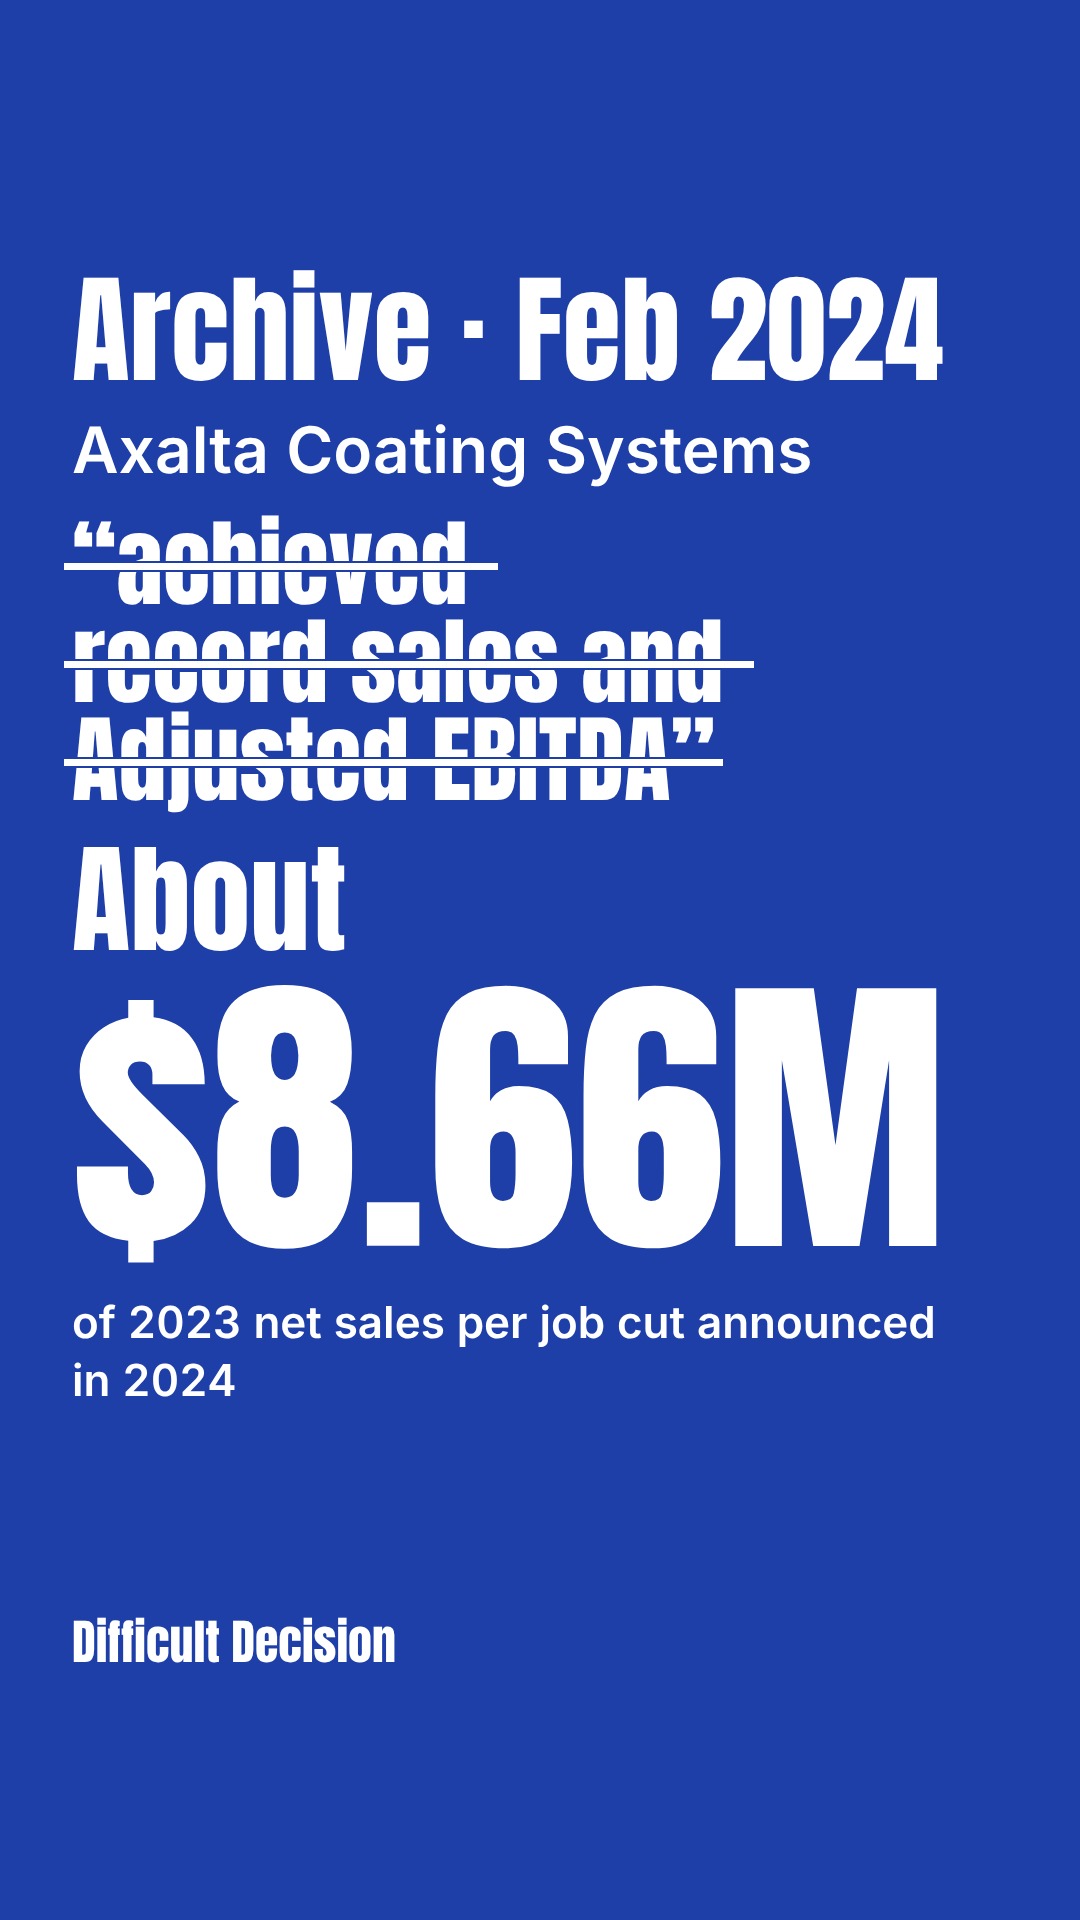 Archive · Feb 2024
Axalta Coating Systems
“achieved
record sales and
Adjusted EBITDA”
About
$8.66M
of 2023 net sales per job cut announced
in 2024
Difficult Decision